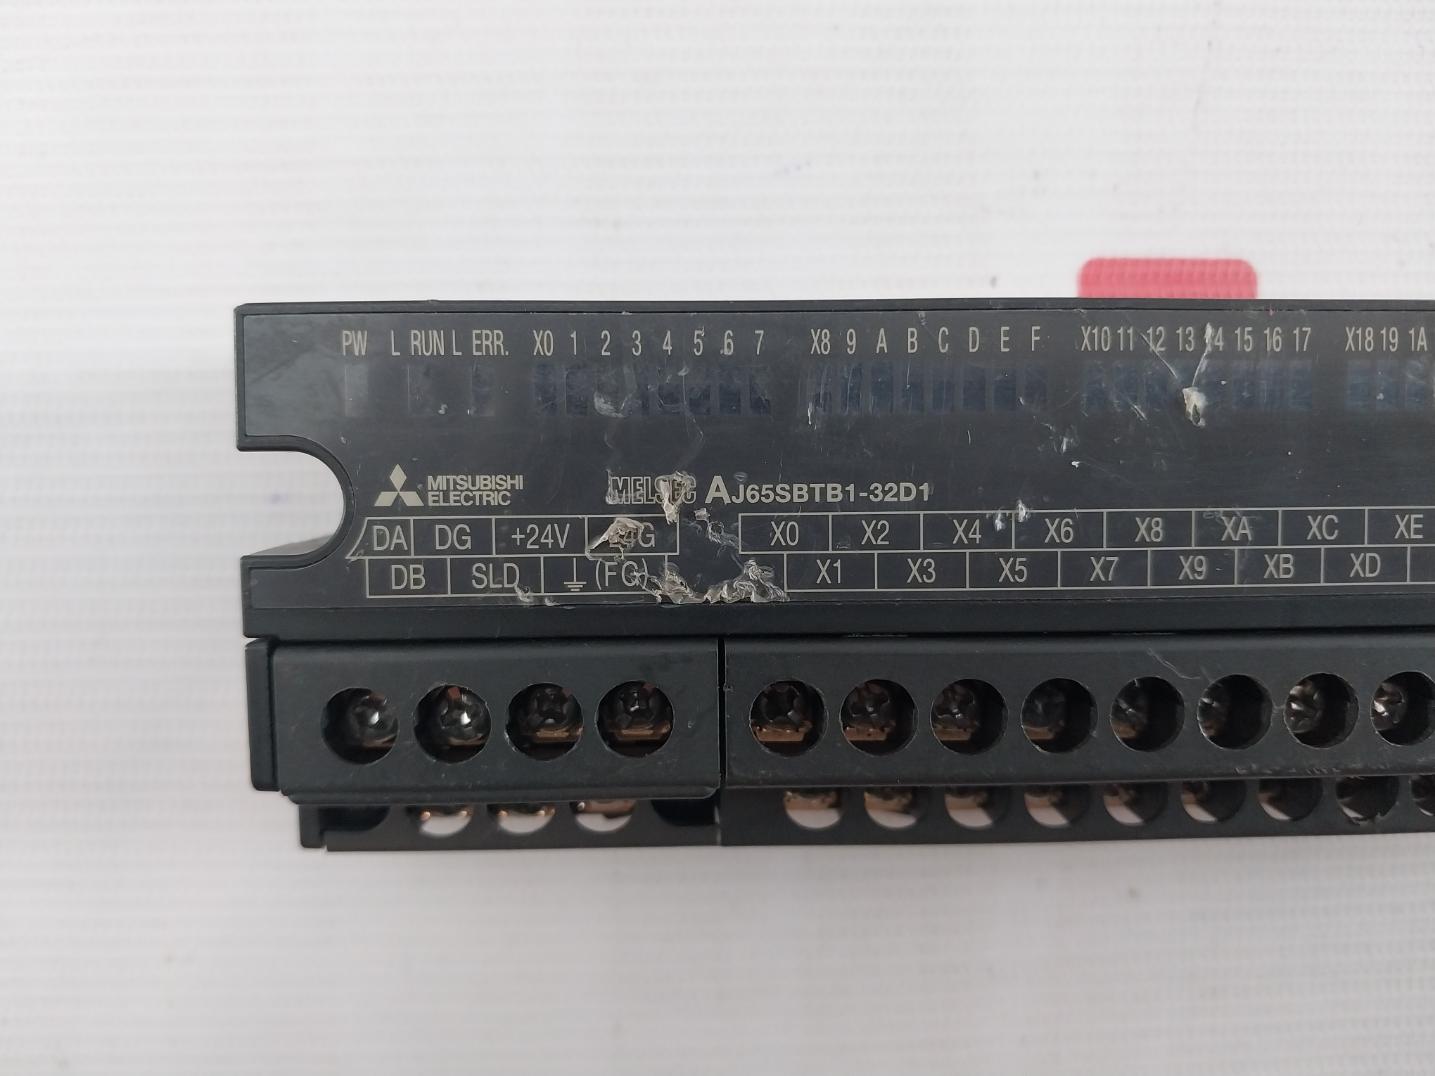 PW L RUN L ERR. X0 1 2 3 4 5 6 7 X8 9 A B C D E F X10 11 12 13 14 15 16 17 X18 19 1A
MITSUBISHI
ELECTRIC
MELSEC AJ65SBTB1-32D1
DA DG +24V 24G X0 X2 X4 X6 X8 XA XC XE
DB SLD (FG) X1 X3 X5 X7 X9 XB XD